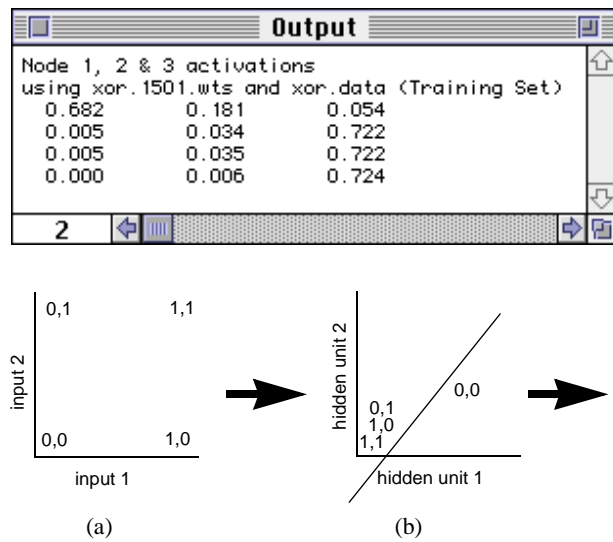 Output
Node 1, 2 & 3 activations
using xor.1501.wts and xor.data (Training Set)
0.682 0.181 0.054
0.005 0.034 0.722
0.005 0.035 0.722
0.000 0.006 0.724
2
0,1 1,1
input 2
0,0 1,0
input 1
(a)
hidden unit 2
0,0
0,1
1,0
1,1
hidden unit 1
(b)